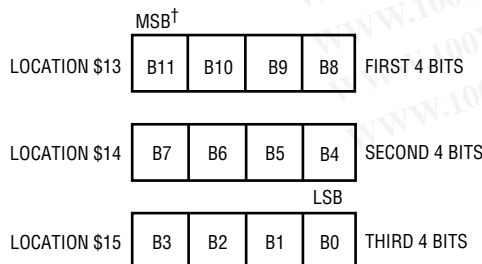 MSB†
LOCATION $13 B11 B10 B9 B8 FIRST 4 BITS
LOCATION $14 B7 B6 B5 B4 SECOND 4 BITS
LSB
LOCATION $15 B3 B2 B1 B0 THIRD 4 BITS